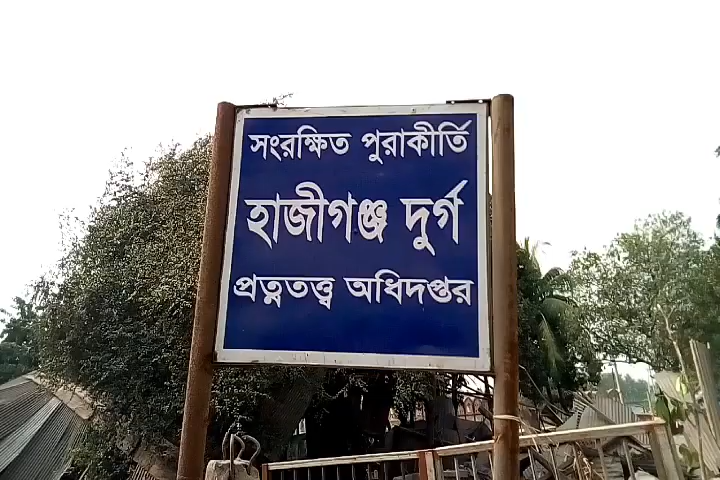 সংরক্ষিত পুরাকীর্তি
হাজীগঞ্জ দুর্গ
প্রত্নতত্ত্ব অধিদপ্তর